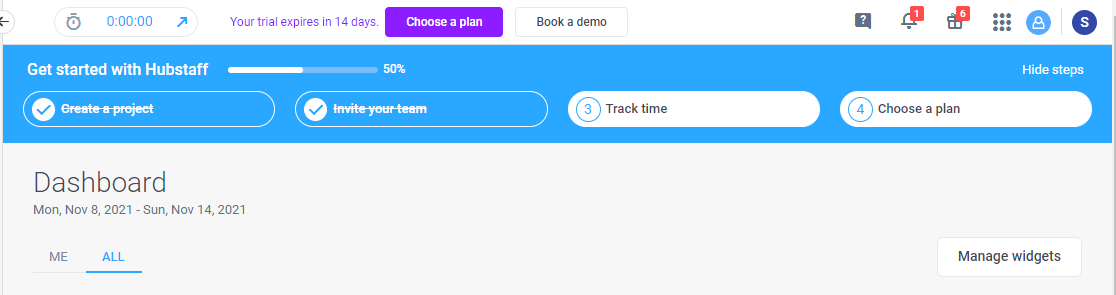 0:00:00
Your trial expires in 14 days.
Choose a plan
Book a demo
?
1
6
S
Get started with Hubstaff
50%
Hide steps
Create a project
Invite your team
3 Track time
4 Choose a plan
Dashboard
Mon, Nov 8, 2021 - Sun, Nov 14, 2021
ME
ALL
Manage widgets